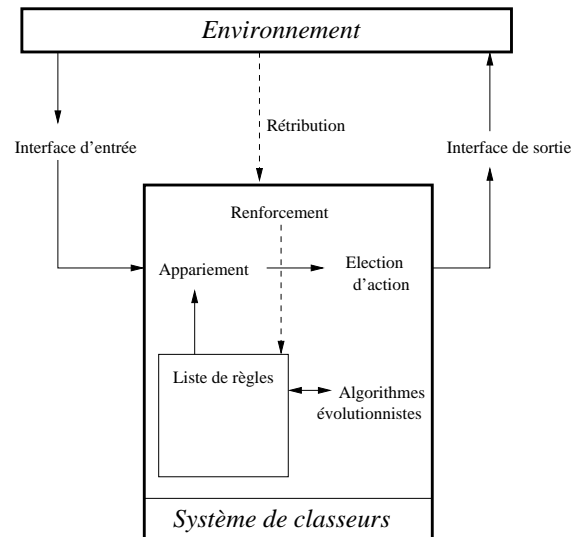 Environnement
Rétribution
Interface d'entrée
Interface de sortie
Renforcement
Appariement
Election
d'action
Liste de règles
Algorithmes
évolutionnistes
Système de classeurs